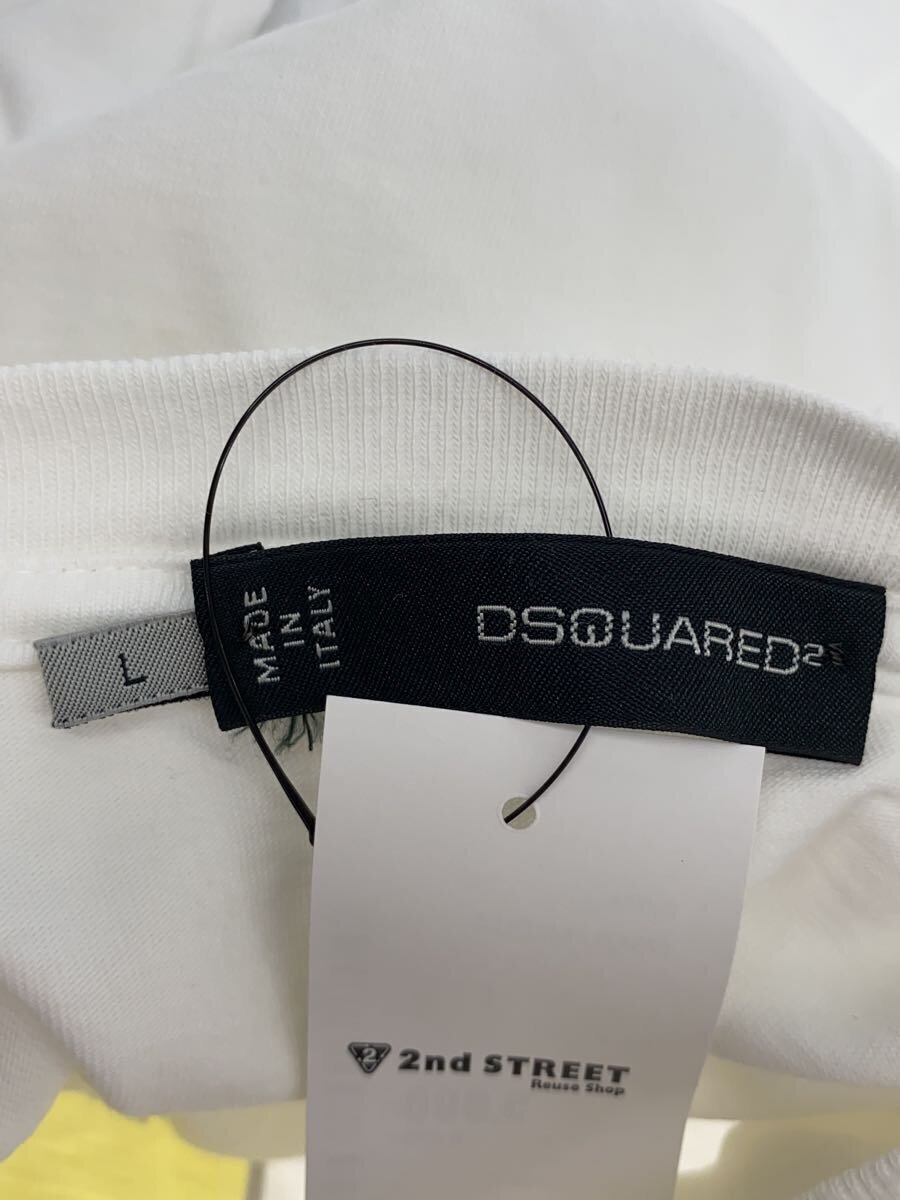 MADE
IN
ITALY
DSQUARED2
L
2nd STREET
Reuse Shop